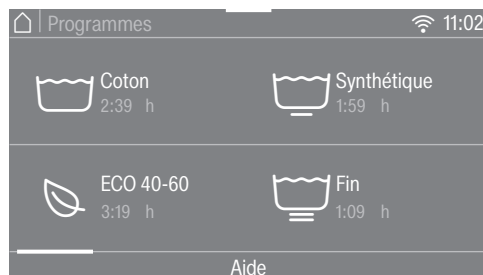 Programmes 11:02
Coton
2:39 h
Synthétique
1:59 h
ECO 40-60
3:19 h
Fin
1:09 h
Aide